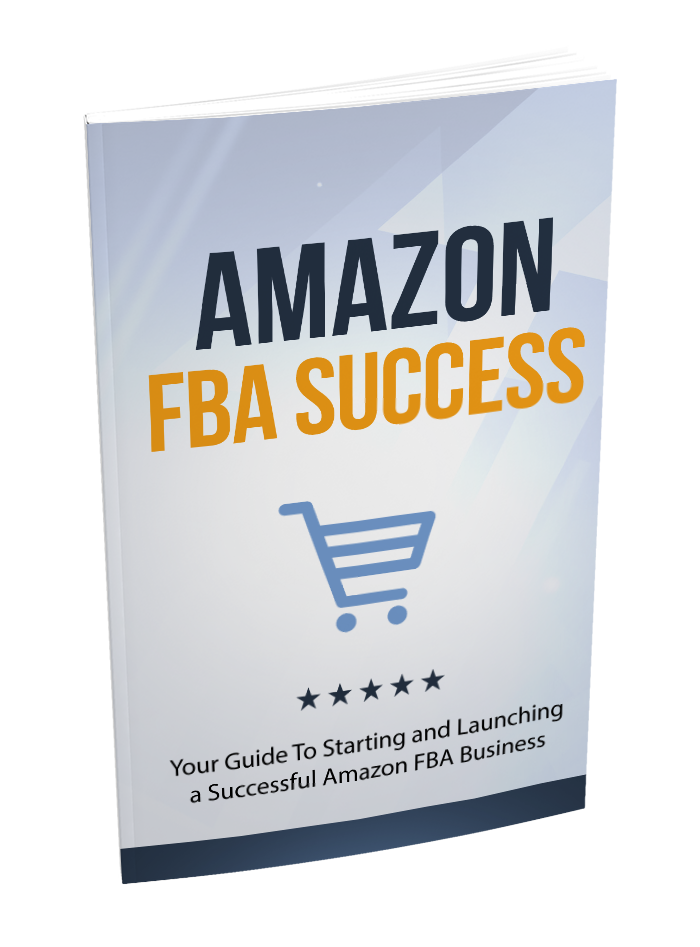 AMAZON
FBA SUCCESS
Your Guide To Starting and Launching
a Successful Amazon FBA Business